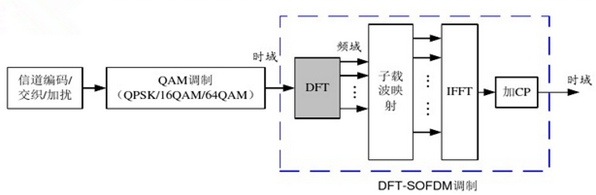 信道编码/
交织/加扰
QAM调制
（QPSK/16QAM/64QAM）
时域
DFT
频域
子载
波映
射
IFFT
加CP
时域
DFT-SOFDM调制